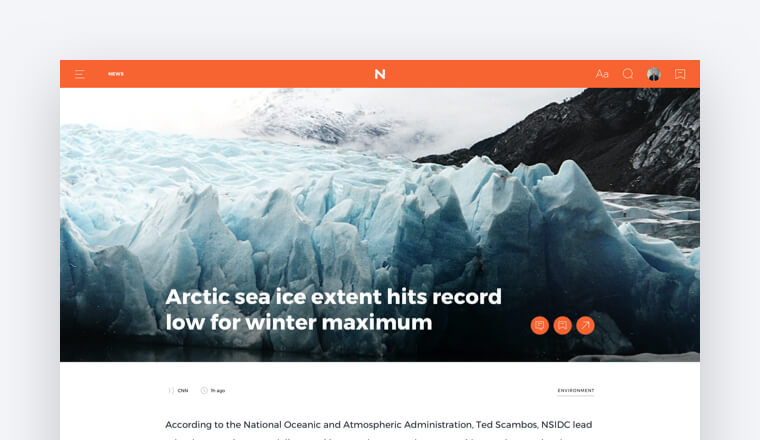 NEWS
N
Aa
Arctic sea ice extent hits record
low for winter maximum
CNN
1h ago
ENVIRONMENT
According to the National Oceanic and Atmospheric Administration, Ted Scambos, NSIDC lead